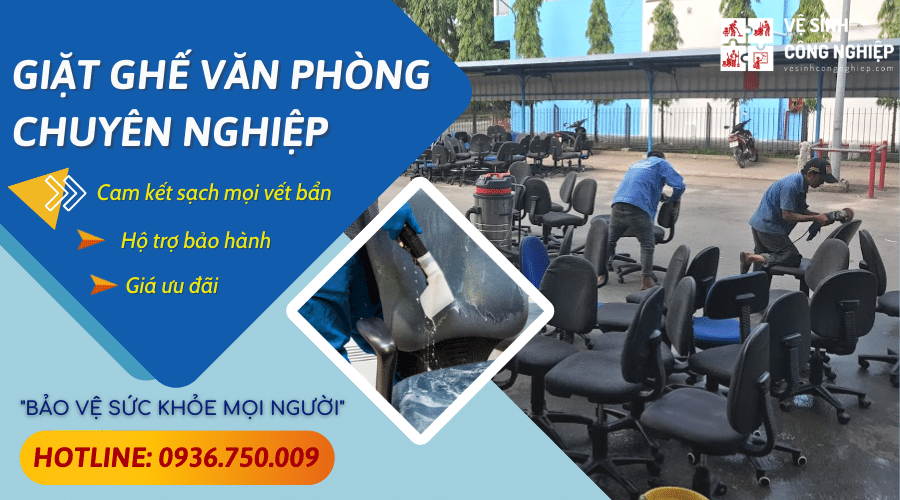 GIẶT GHẾ VĂN PHÒNG
CHUYÊN NGHIỆP
Cam kết sạch mọi vết bẩn
Hộ trợ bảo hành
Giá ưu đãi
"BẢO VỆ SỨC KHỎE MỌI NGƯỜI"
HOTLINE: 0936.750.009
VỆ SINH
CÔNG NGHIỆP
vesinhcongnghiep.com